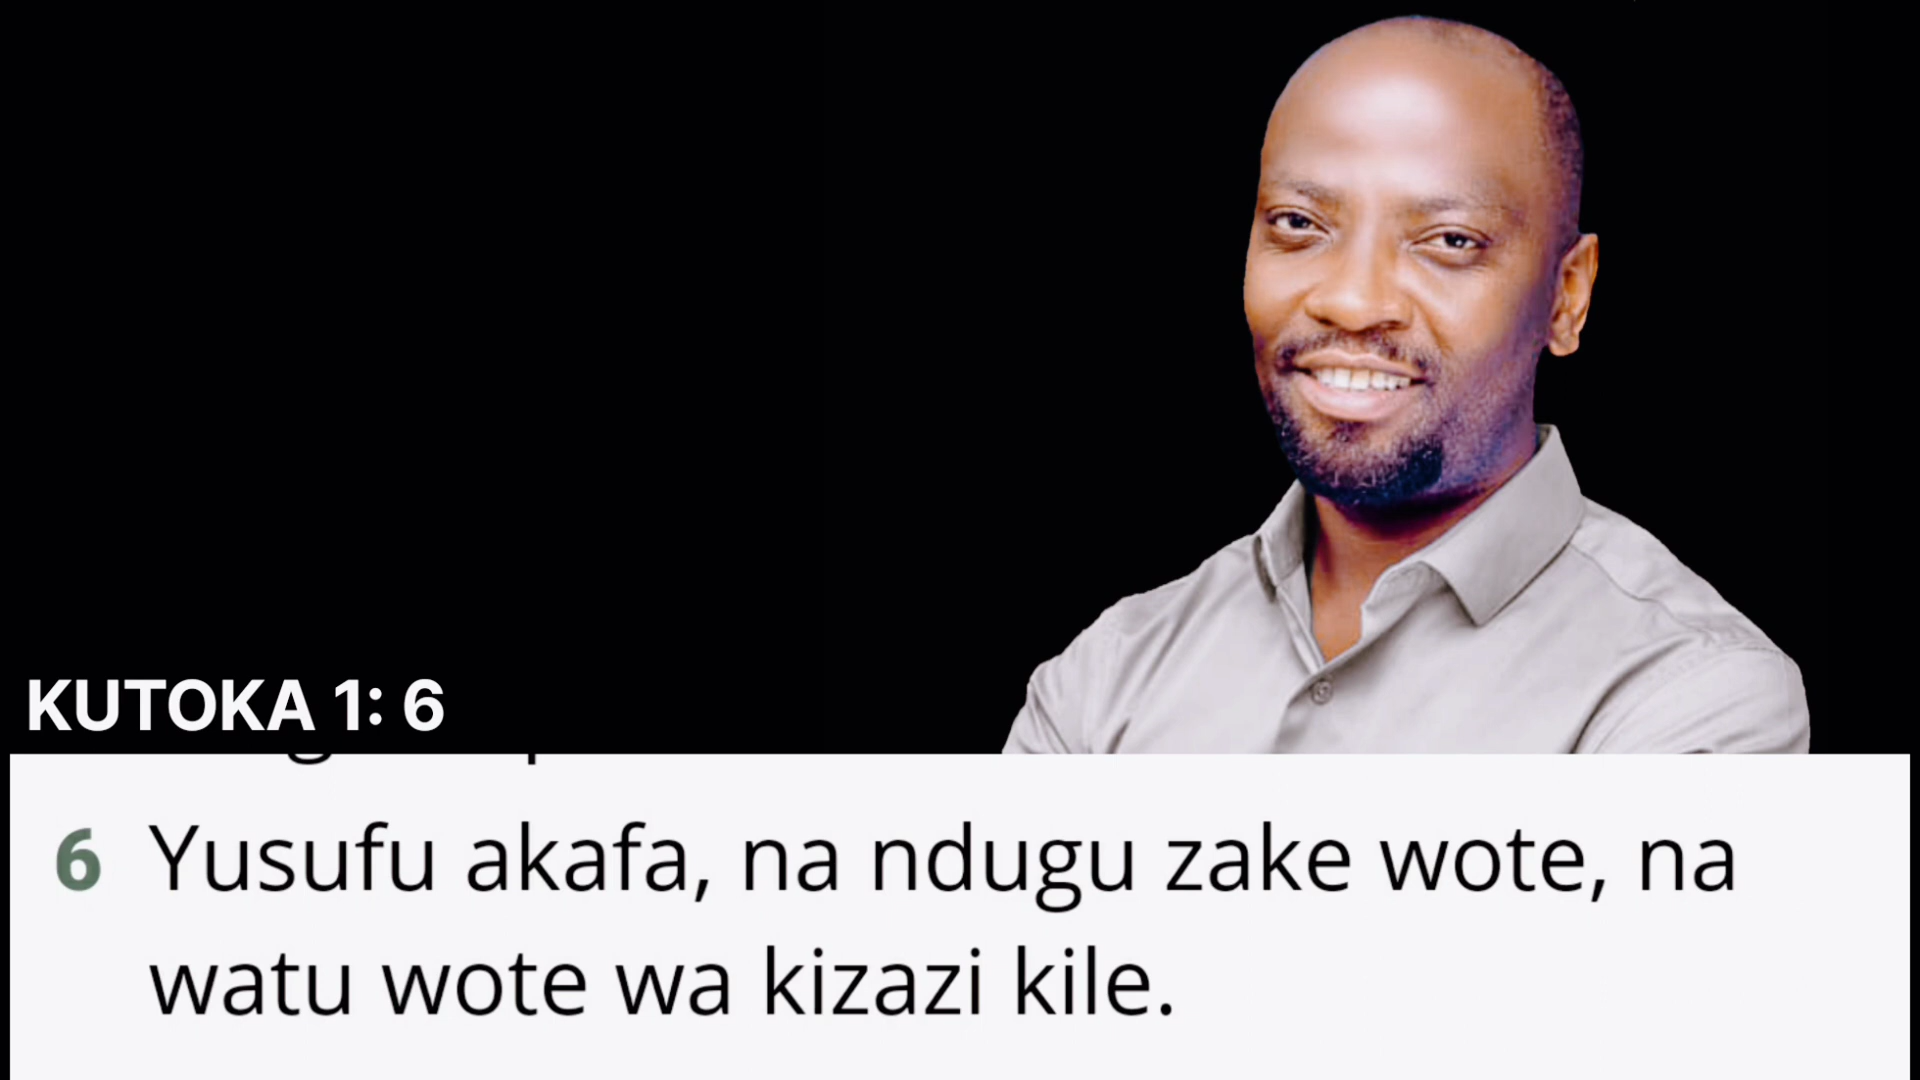 KUTOKA 1: 6
6 Yusufu akafa, na ndugu zake wote, na
watu wote wa kizazi kile.